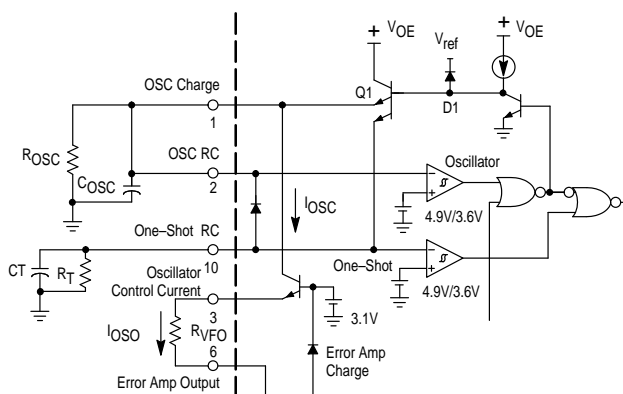 + VOE
Vref
+ VOE
OSC Charge
1
Q1
D1
ROSC
COSC
OSC RC
2
Oscillator
IOSC
4.9V/3.6V
One–Shot RC
10
One–Shot
CT
RT
Oscillator
Control Current
3
4.9V/3.6V
3.1V
IOSO
RVFO
6
Error Amp
Charge
Error Amp Output